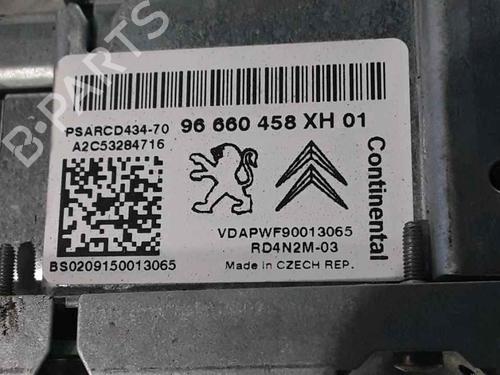 PSARCD434-70 96 660 458 XH 01
A2C53284716
Continental
VDAPWF90013065
RD4N2M-03
BS0209150013065 Made in CZECH REP.
B-PARTS